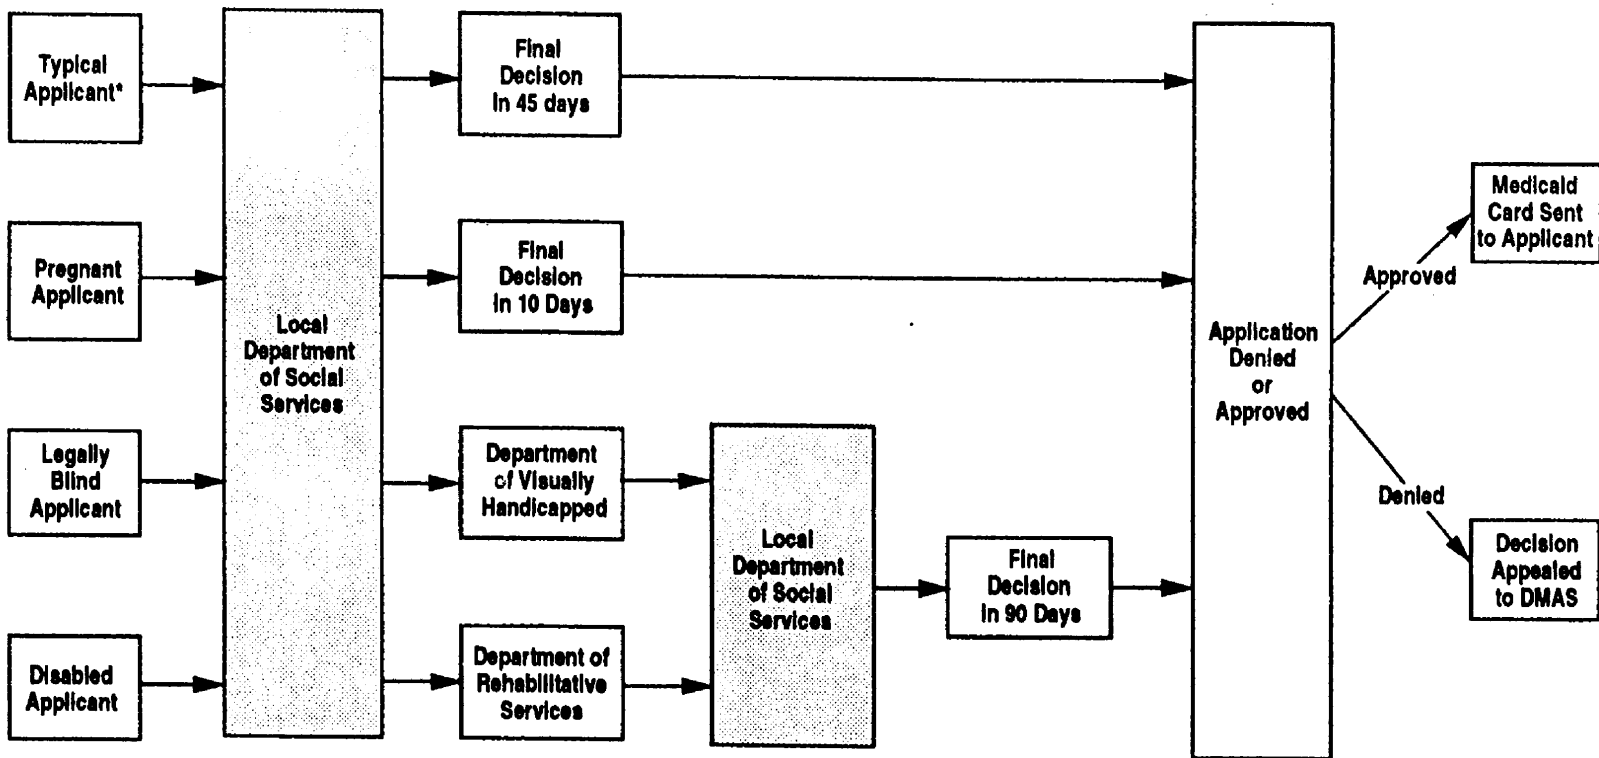 Typical
Applicant*
Final
Decision
In 45 days
Pregnant
Applicant
Final
Decision
In 10 Days
Local
Department
of Social
Services
Legally
Blind
Applicant
Department
of Visually
Handicapped
Disabled
Applicant
Department of
Rehabilitative
Services
Local
Department
of Social
Services
Final
Decision
In 90 Days
Application
Denied
or
Approved
Approved
Medicaid
Card Sent
to Applicant
Denied
Decision
Appealed
to DMAS